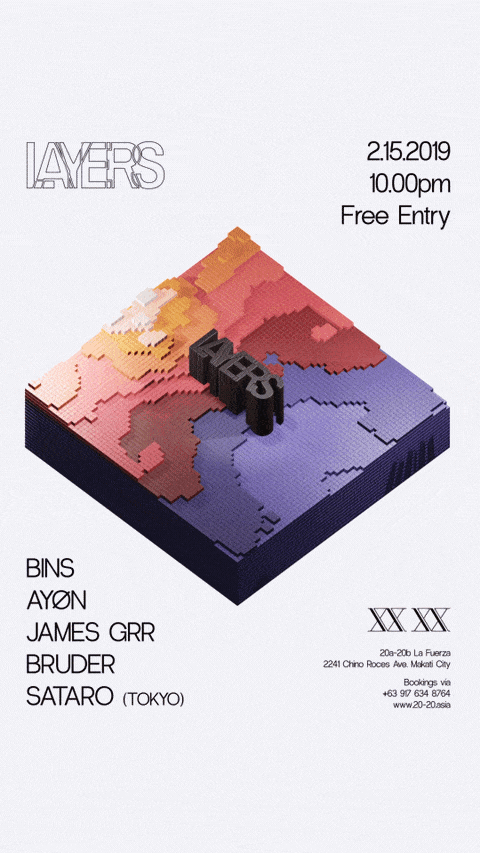 LAYERS
2.15.2019
10.00pm
Free Entry
LAYERS
BINS
AYØN
JAMES GRR
BRUDER
SATARO (TOKYO)
XX XX
20a-20b La Fuerza
2241 Chino Roces Ave. Makati City
Bookings via
+63 917 634 8764
www.20-20.asia